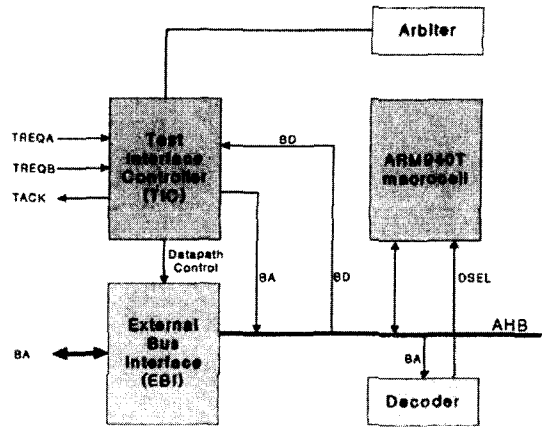 Arbiter
TREQA
TREQB
TACK
Test
Interface
Controller
(TIC)
BD
ARM940T
macrocell
Datapath
Control
BA
BD
DSEL
AHB
BA
External
Bus
Interface
(EBI)
BA
Decoder